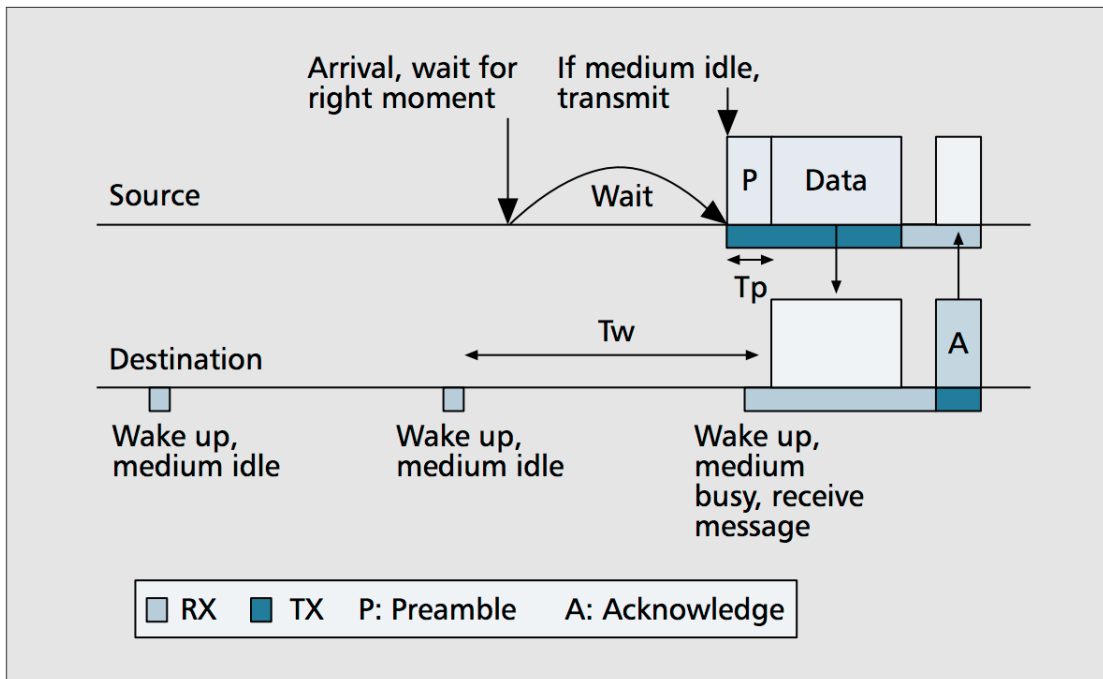 Arrival, wait for
right moment
If medium idle,
transmit
Source
Wait
P
Data
Tp
Tw
Destination
A
Wake up,
medium idle
Wake up,
medium idle
Wake up,
medium
busy, receive
message
RX
TX
P: Preamble
A: Acknowledge